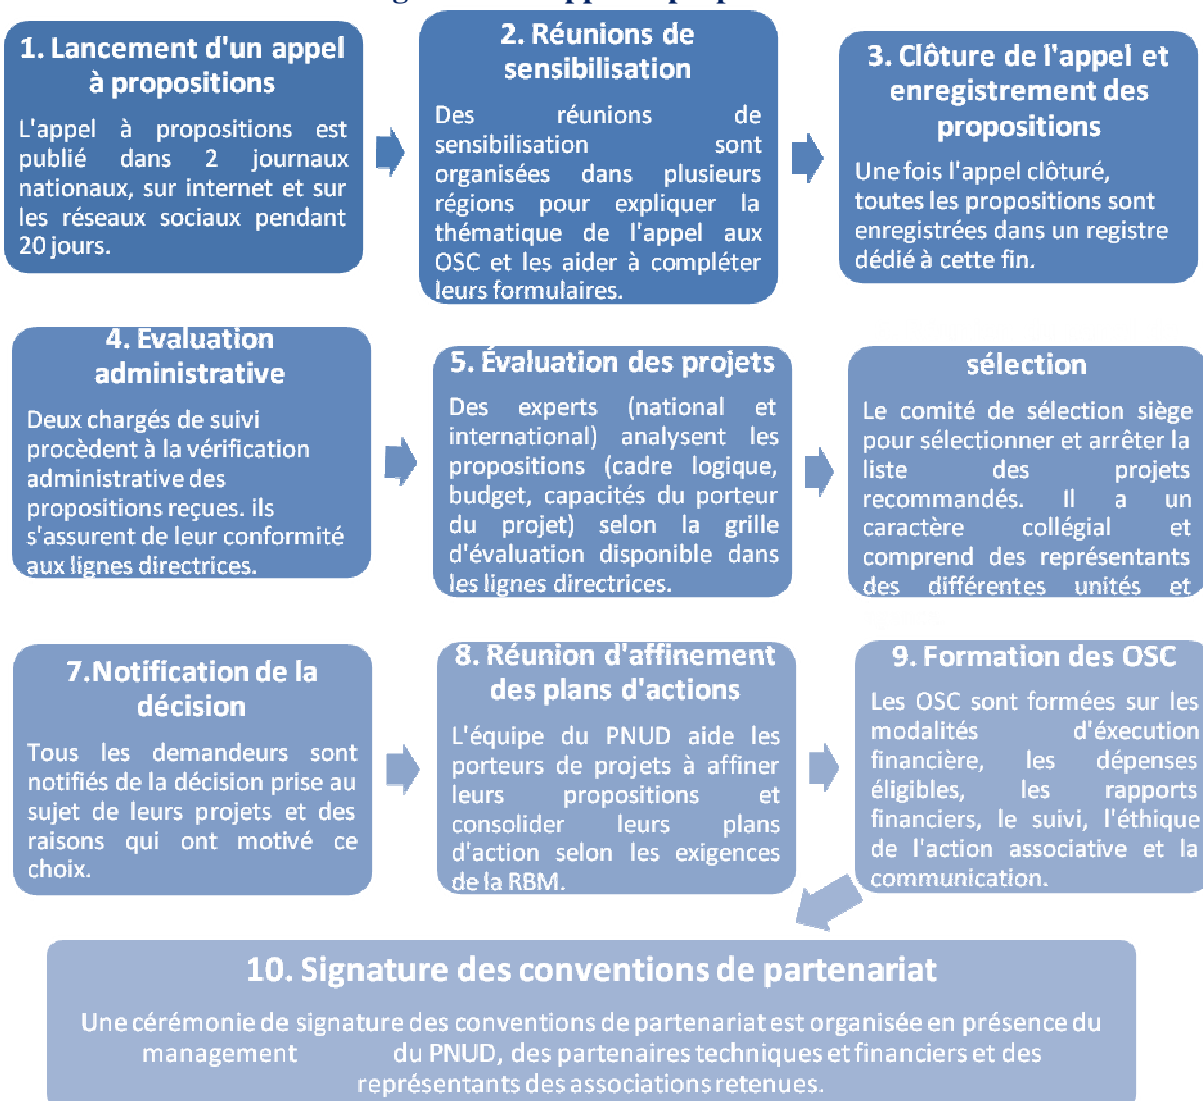 1. Lancement d'un appel
à propositions
L'appel à propositions est
publié dans 2 journaux
nationaux, sur internet et sur
les réseaux sociaux pendant
20 jours.
2. Réunions de
sensibilisation
Des réunions de
sensibilisation sont
organisées dans plusieurs
régions pour expliquer la
thématique de l'appel aux
OSC et les aider à compléter
leurs formulaires.
3. Clôture de l'appel et
enregistrement des
propositions
Une fois l'appel clôturé,
toutes les propositions sont
enregistrées dans un registre
dédié à cette fin.
4. Evaluation
administrative
Deux chargés de suivi
procèdent à la vérification
administrative des
propositions reçues. ils
s'assurent de leur conformité
aux lignes directrices.
5. Évaluation des projets
Des experts (national et
international) analysent les
propositions (cadre logique,
budget, capacités du porteur
du projet) selon la grille
d'évaluation disponible dans
les lignes directrices.
sélection
Le comité de sélection siège
pour sélectionner et arrêter la
liste des projets
recommandés. Il a un
caractère collégial et
comprend des représentants
des différentes unités et
7.Notification de la
décision
Tous les demandeurs sont
notifiés de la décision prise au
sujet de leurs projets et des
raisons qui ont motivé ce
choix.
8. Réunion d'affinement
des plans d'actions
L'équipe du PNUD aide les
porteurs de projets à affiner
leurs propositions et
consolider leurs plans
d'action selon les exigences
de la RBM.
9. Formation des OSC
Les OSC sont formées sur les
modalités d'éxecution
financière, les dépenses
éligibles, les rapports
financiers, le suivi, l'éthique
de l'action associative et la
communication.
10. Signature des conventions de partenariat
Une cérémonie de signature des conventions de partenariat est organisée en présence du
management du PNUD, des partenaires techniques et financiers et des
représentants des associations retenues.